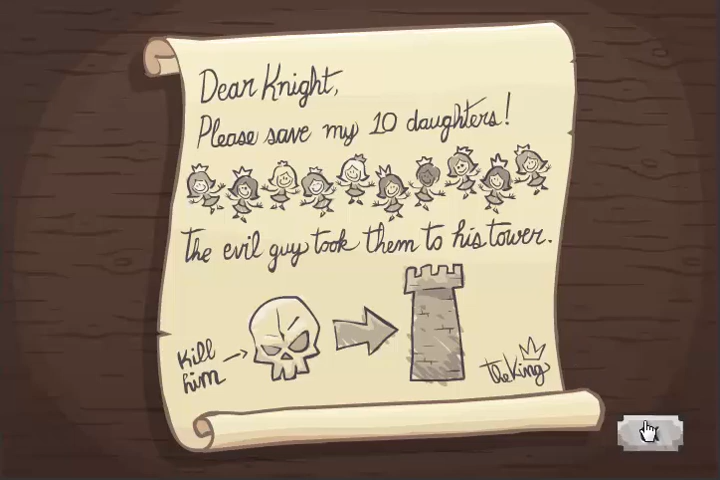 Dear Knight,
Please save my 10 daughters!
The evil guy took them to his tower.
Kill
him
the King